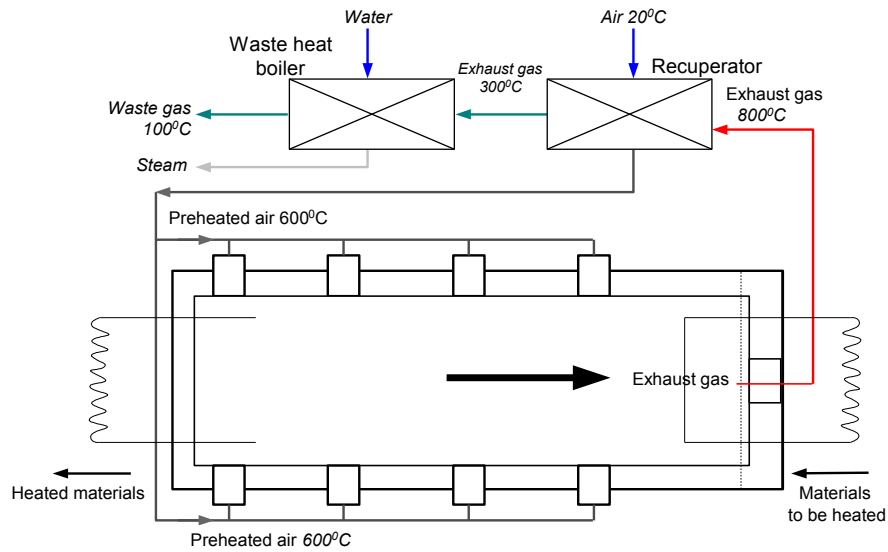 Water
Air 20⁰C
Waste heat
boiler
Exhaust gas
300⁰C
Recuperator
Exhaust gas
800⁰C
Waste gas
100⁰C
Steam
Preheated air 600⁰C
Exhaust gas
Heated materials
Materials
to be heated
Preheated air 600⁰C